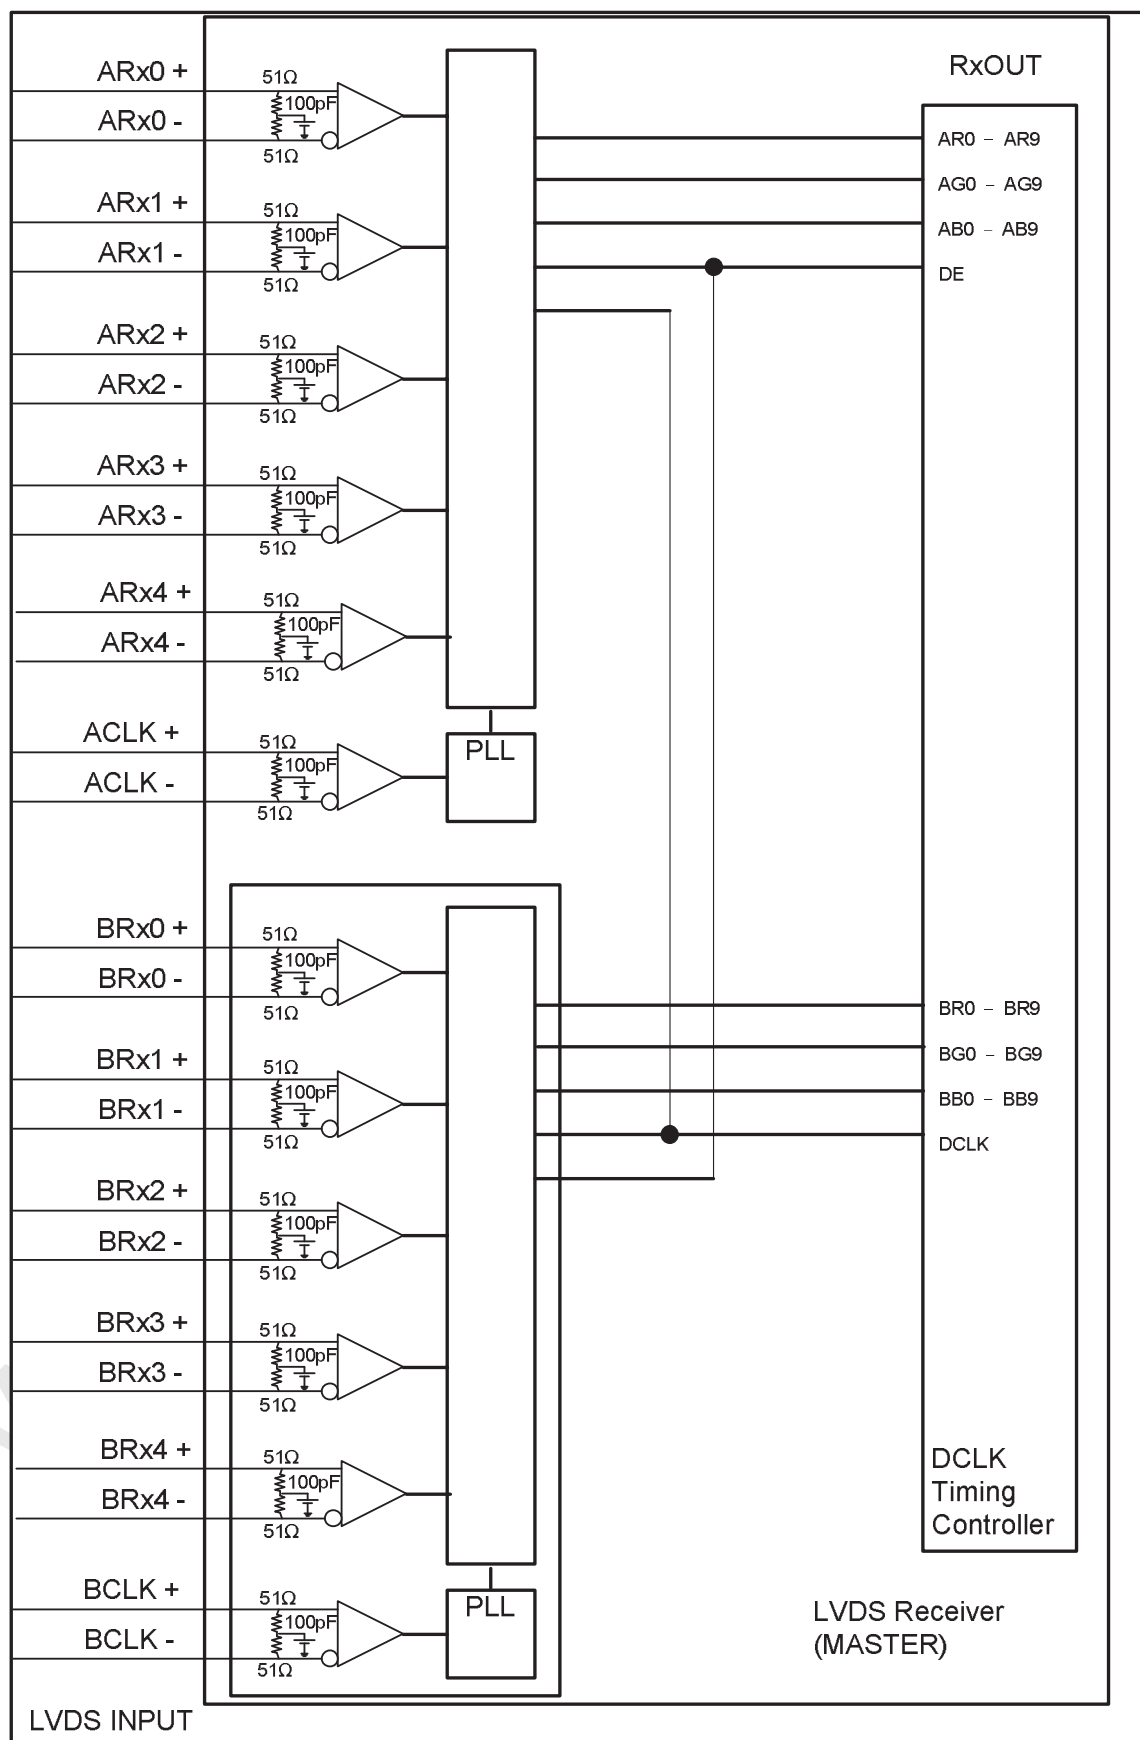 RxOUT
ARx0 +
51Ω
100pF
ARx0 -
51Ω
AR0 – AR9
AG0 – AG9
ARx1 +
51Ω
100pF
AB0 – AB9
ARx1 -
51Ω
DE
ARx2 +
51Ω
100pF
ARx2 -
51Ω
ARx3 +
51Ω
100pF
ARx3 -
51Ω
ARx4 +
51Ω
100pF
ARx4 -
51Ω
ACLK +
51Ω
PLL
100pF
ACLK -
51Ω
BRx0 +
51Ω
100pF
BRx0 -
51Ω
BR0 – BR9
BRx1 +
51Ω
BG0 – BG9
100pF
BB0 – BB9
BRx1 -
51Ω
DCLK
BRx2 +
51Ω
100pF
BRx2 -
51Ω
BRx3 +
51Ω
100pF
BRx3 -
51Ω
BRx4 +
51Ω
100pF
BRx4 -
51Ω
DCLK
Timing
Controller
BCLK +
51Ω
PLL
100pF
BCLK -
51Ω
LVDS Receiver
(MASTER)
LVDS INPUT